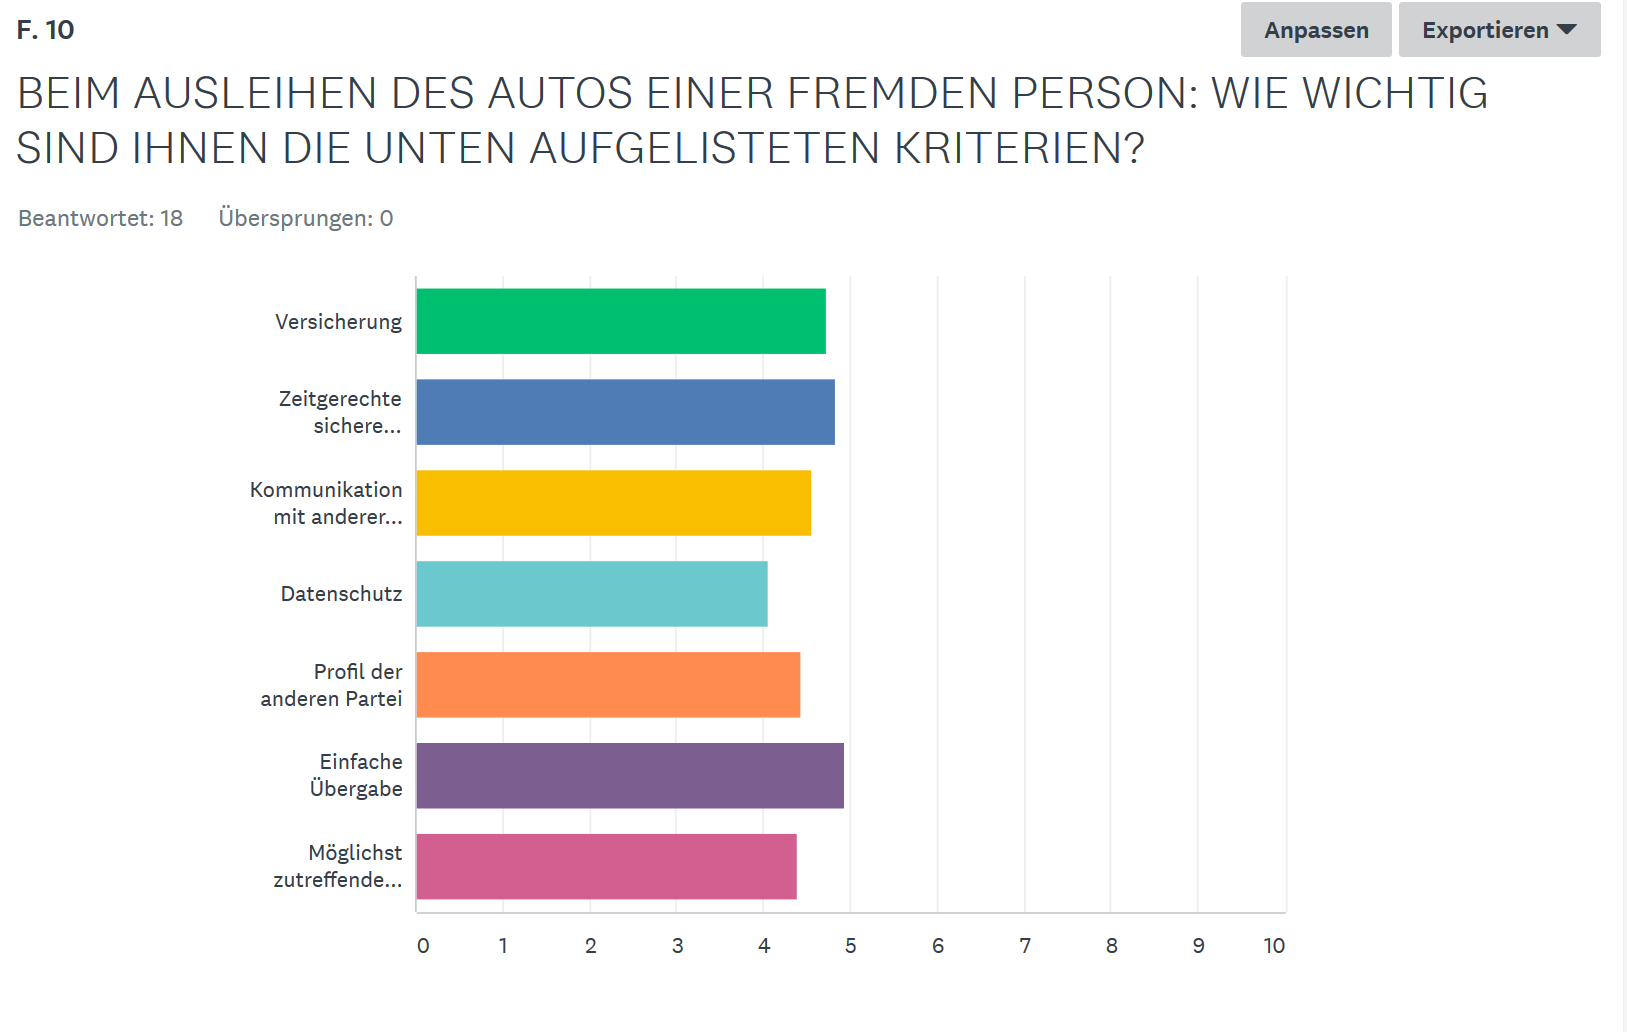 F. 10
Anpassen
Exportieren
BEIM AUSLEIHEN DES AUTOS EINER FREMDEN PERSON: WIE WICHTIG
SIND IHNEN DIE UNTEN AUFGELISTETEN KRITERIEN?
Beantwortet: 18 Übersprungen: 0
Versicherung
Zeitgerechte
sichere...
Kommunikation
mit anderer...
Datenschutz
Profil der
anderen Partei
Einfache
Übergabe
Möglichst
zutreffende...
0 1 2 3 4 5 6 7 8 9 10